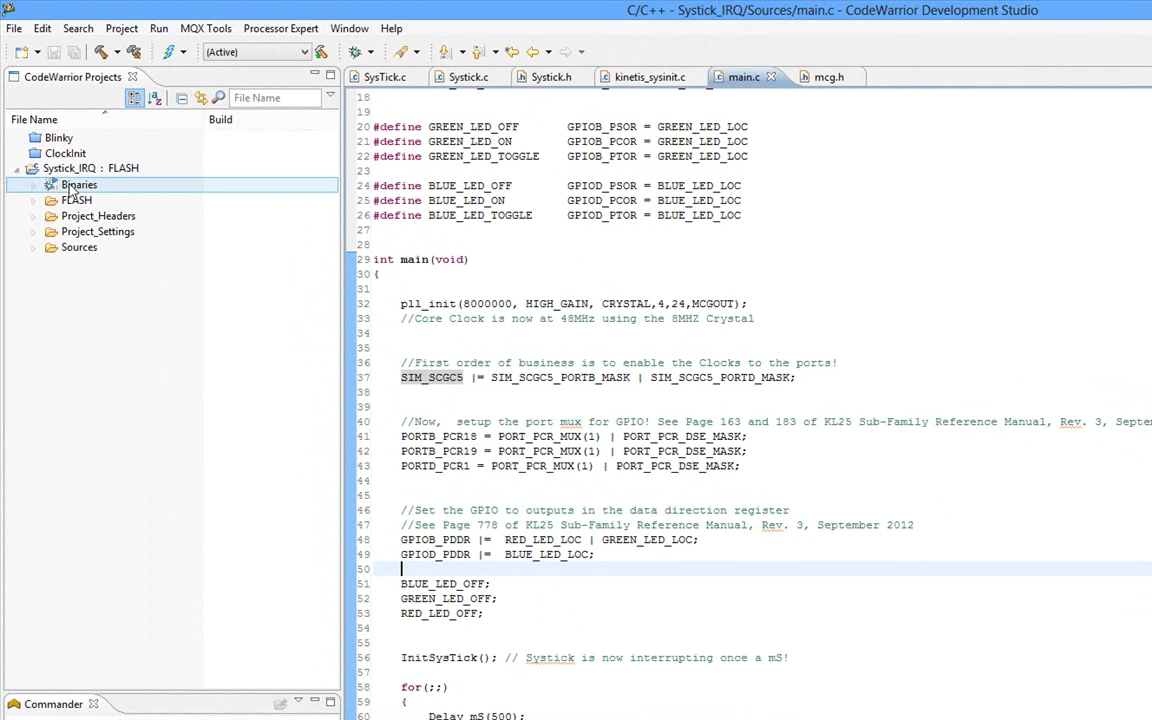 C/C++ - Systick_IRQ/Sources/main.c - CodeWarrior Development Studio
File Edit Search Project Run MQX Tools Processor Expert Window Help
(Active)
CodeWarrior Projects
SysTick.c Systick.c Systick.h kinetis_sysinit.c main.c mcg.h
File Name
File Name Build
Blinky
ClockInit
Systick_IRQ : FLASH
Binaries
FLASH
Project_Headers
Project_Settings
Sources
Commander
18
19
20 #define GREEN_LED_OFF GPIOB_PSOR = GREEN_LED_LOC
21 #define GREEN_LED_ON GPIOB_PCOR = GREEN_LED_LOC
22 #define GREEN_LED_TOGGLE GPIOB_PTOR = GREEN_LED_LOC
23
24 #define BLUE_LED_OFF GPIOD_PSOR = BLUE_LED_LOC
25 #define BLUE_LED_ON GPIOD_PCOR = BLUE_LED_LOC
26 #define BLUE_LED_TOGGLE GPIOD_PTOR = BLUE_LED_LOC
27
28
29 int main(void)
30 {
31
32 pll_init(8000000, HIGH_GAIN, CRYSTAL,4,24,MCGOUT);
33 //Core Clock is now at 48MHz using the 8MHZ Crystal
34
35
36 //First order of business is to enable the Clocks to the ports!
37 SIM_SCGC5 |= SIM_SCGC5_PORTB_MASK | SIM_SCGC5_PORTD_MASK;
38
39
40 //Now, setup the port mux for GPIO! See Page 163 and 183 of KL25 Sub-Family Reference Manual, Rev. 3, Septe
41 PORTB_PCR18 = PORT_PCR_MUX(1) | PORT_PCR_DSE_MASK;
42 PORTB_PCR19 = PORT_PCR_MUX(1) | PORT_PCR_DSE_MASK;
43 PORTD_PCR1 = PORT_PCR_MUX(1) | PORT_PCR_DSE_MASK;
44
45
46 //Set the GPIO to outputs in the data direction register
47 //See Page 778 of KL25 Sub-Family Reference Manual, Rev. 3, September 2012
48 GPIOB_PDDR |= RED_LED_LOC | GREEN_LED_LOC;
49 GPIOD_PDDR |= BLUE_LED_LOC;
50
51 BLUE_LED_OFF;
52 GREEN_LED_OFF;
53 RED_LED_OFF;
54
55
56 InitSysTick(); // Systick is now interrupting once a mS!
57
58 for(;;)
59 {
60 Delay_mS(500);